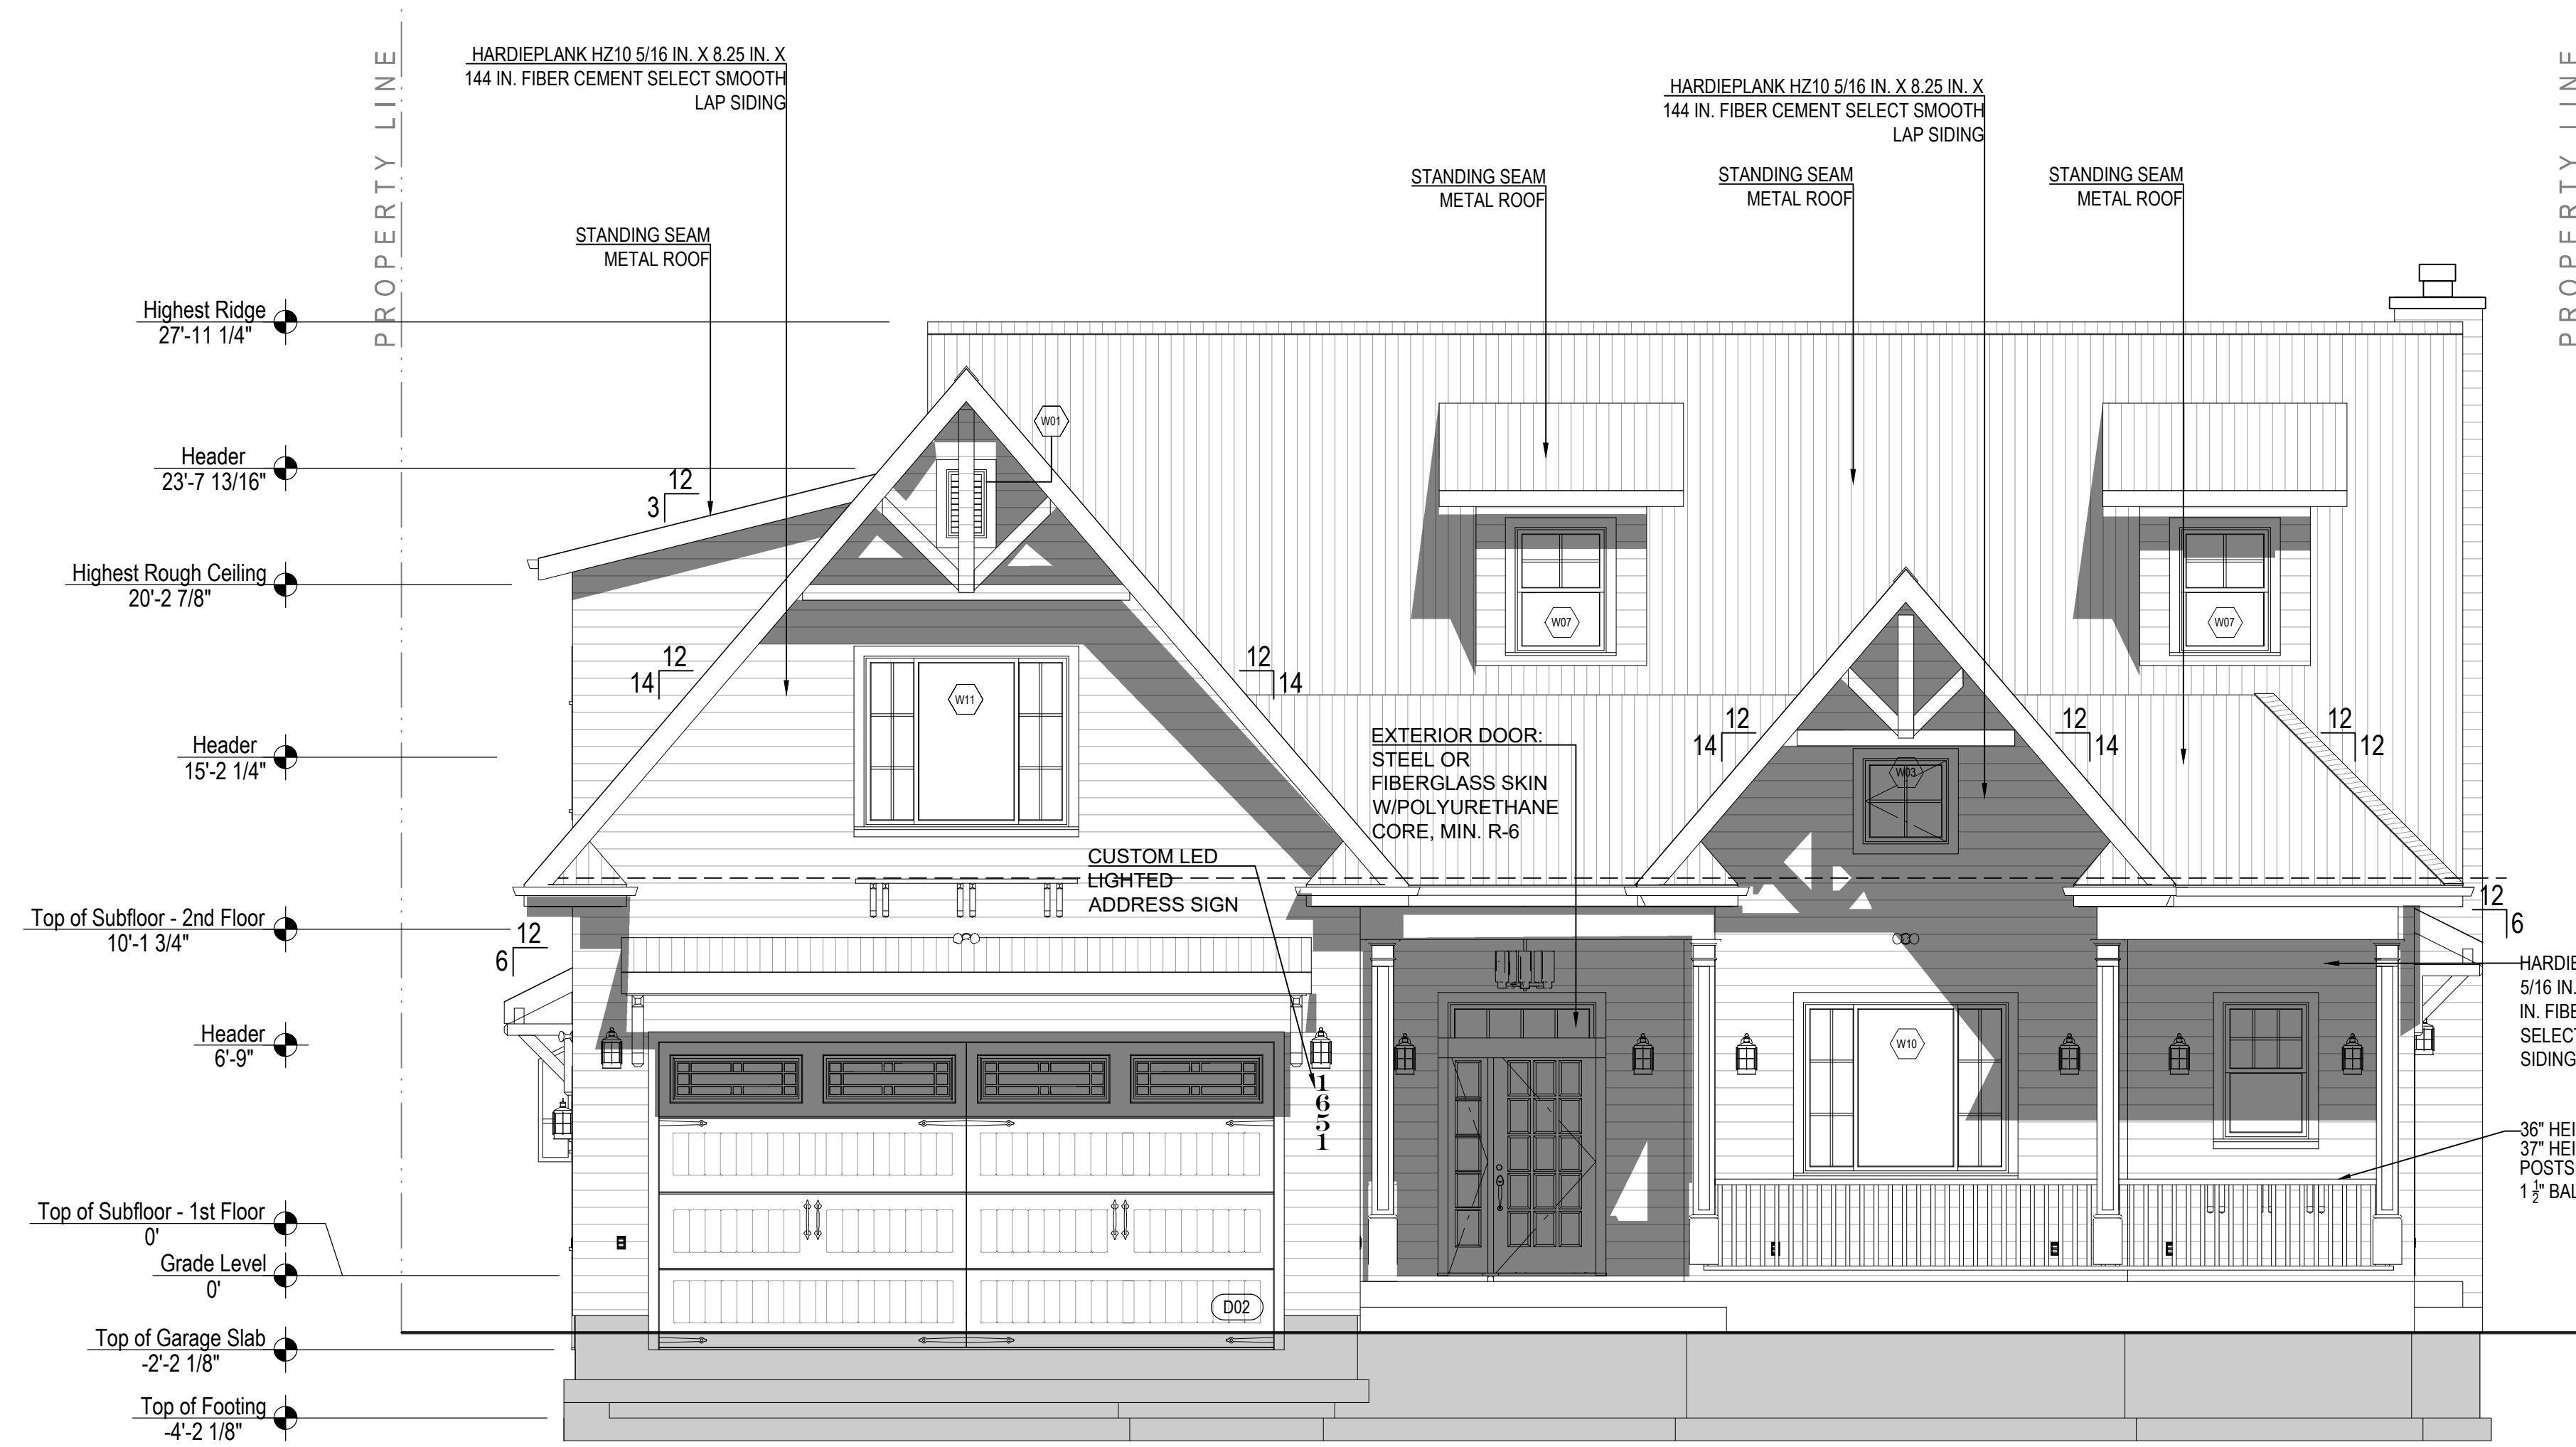 PROPERTY LINE
HARDIEPLANK HZ10 5/16 IN. X 8.25 IN. X
144 IN. FIBER CEMENT SELECT SMOOTH
LAP SIDING
HARDIEPLANK HZ10 5/16 IN. X 8.25 IN. X
144 IN. FIBER CEMENT SELECT SMOOTH
LAP SIDING
PROPERTY LINE
STANDING SEAM
METAL ROOF
STANDING SEAM
METAL ROOF
STANDING SEAM
METAL ROOF
STANDING SEAM
METAL ROOF
Highest Ridge
27'-11 1/4"
Header
23'-7 13/16"
Highest Rough Ceiling
20'-2 7/8"
Header
15'-2 1/4"
Top of Subfloor - 2nd Floor
10'-1 3/4"
Header
6'-9"
Top of Subfloor - 1st Floor
0'
Grade Level
0'
Top of Garage Slab
-2'-2 1/8"
Top of Footing
-4'-2 1/8"
12
3
W01
12
14
W11
12
14
W07
W07
12
14
W03
12
14
12
12
EXTERIOR DOOR:
STEEL OR
FIBERGLASS SKIN
W/POLYURETHANE
CORE, MIN. R-6
CUSTOM LED
LIGHTED
ADDRESS SIGN
12
6
12
6
W10
1
6
5
1
D02
HARDIE
5/16 IN.
IN. FIBE
SELECT
SIDING
36" HEI
37" HEI
POSTS
1 1/2" BAL